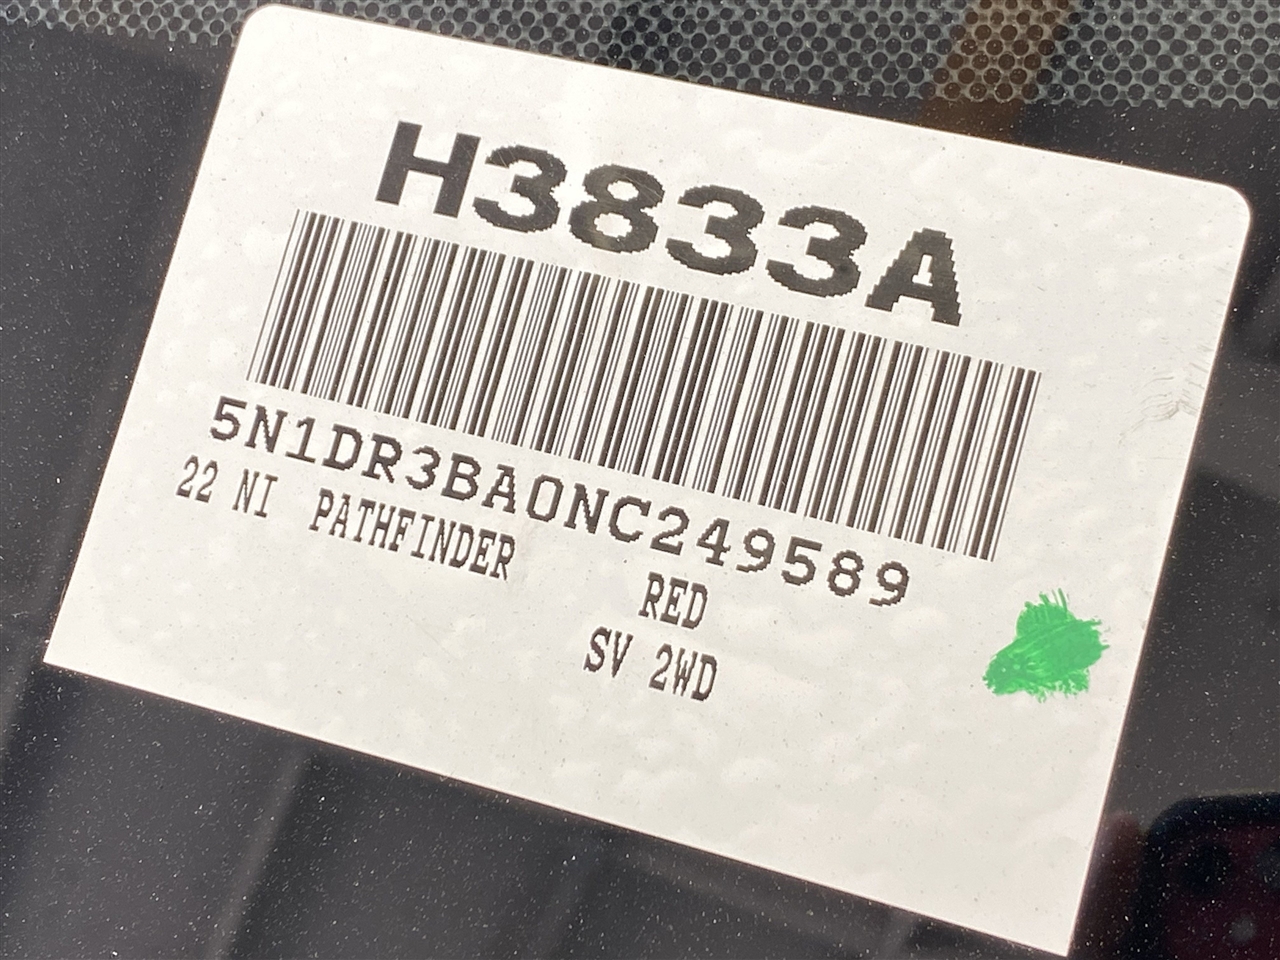 H3833A
5N1DR3BA0NC249589
22 NI PATHFINDER RED
SV 2WD